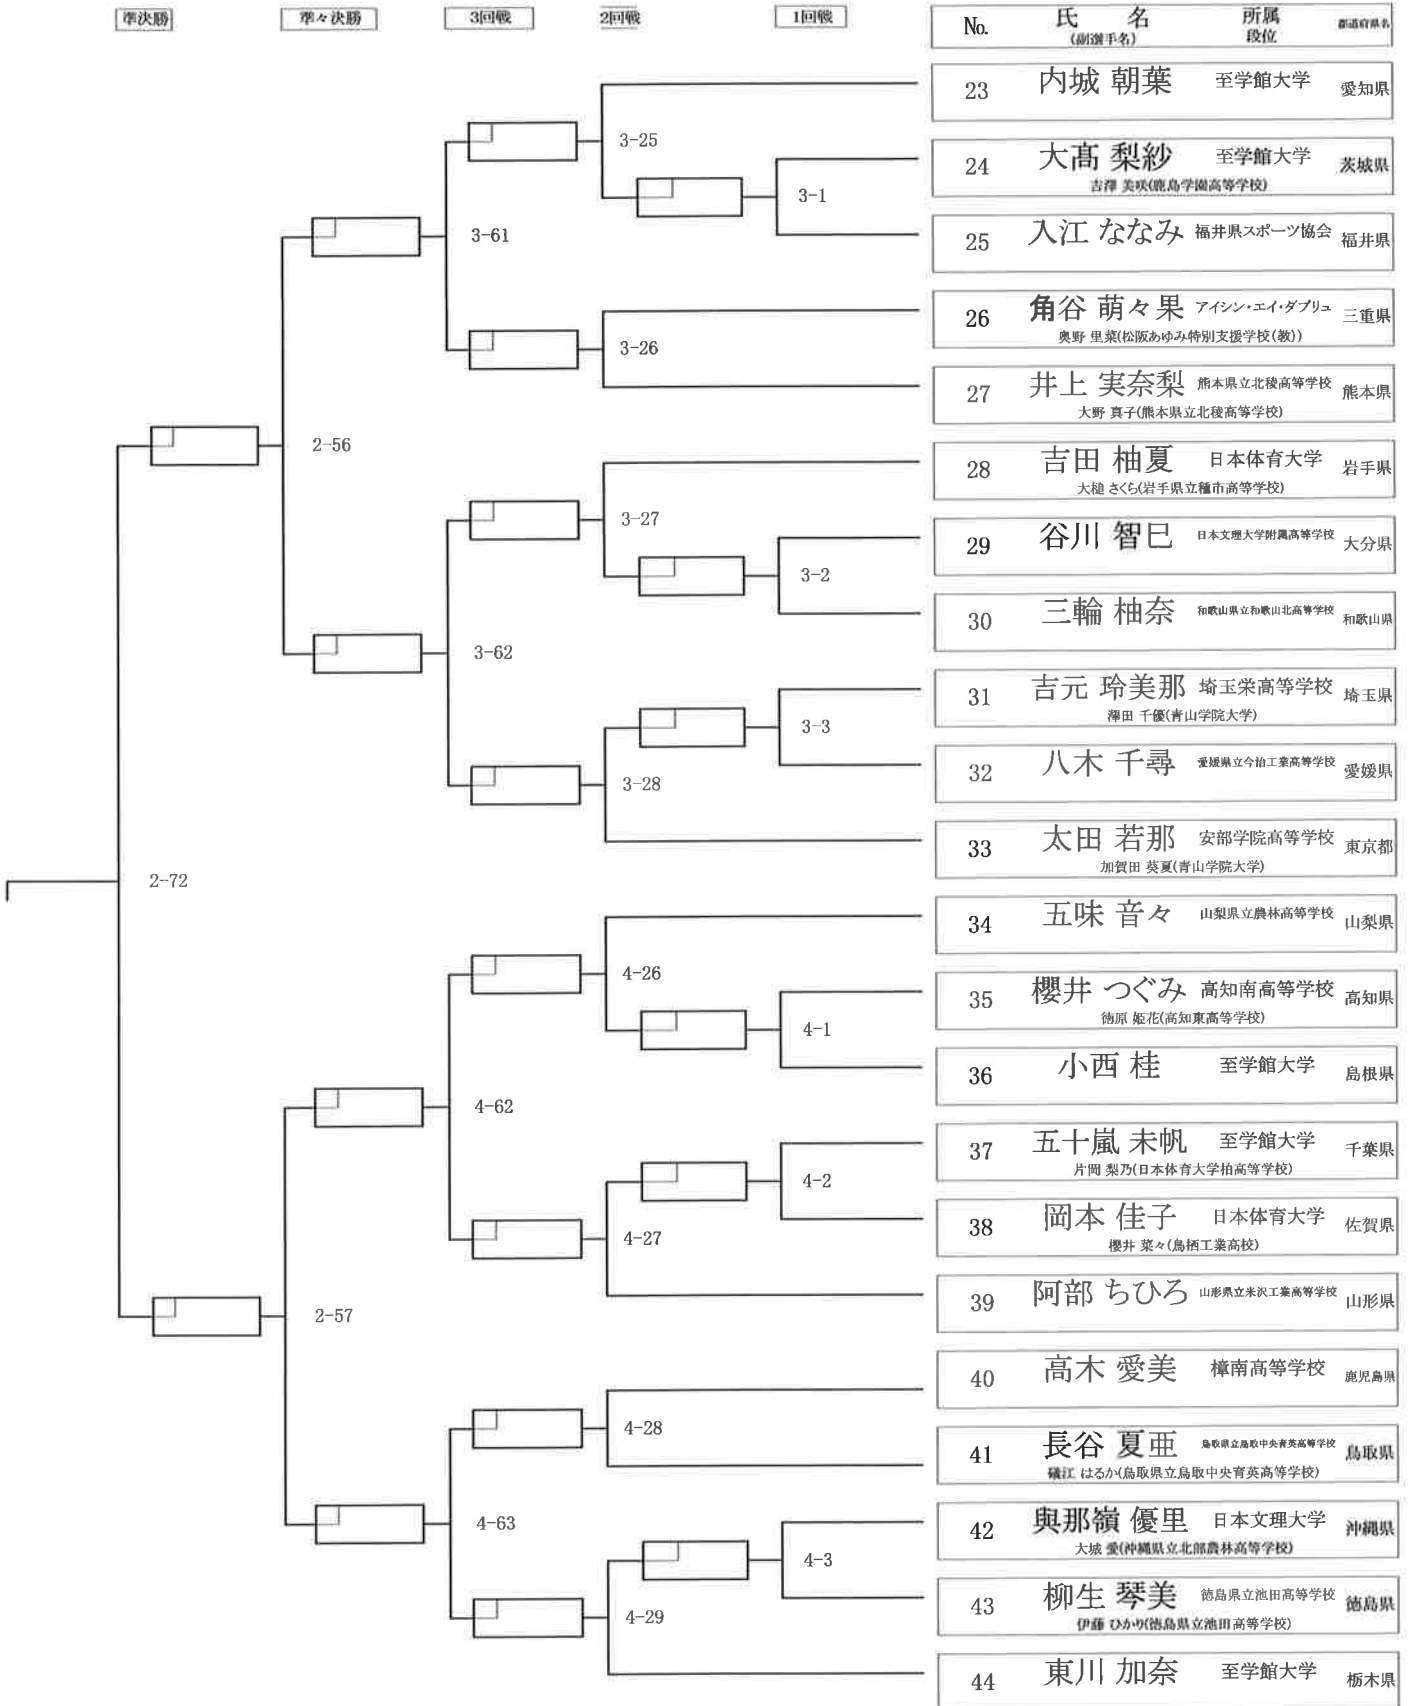 準決勝 準々決勝 3回戦 2回戦 1回戦 No. 氏 名 所属 都道府県名
(副選手名) 段位
23 内城 朝葉 至学館大学 愛知県
3-25
24 大髙 梨紗 至学館大学 茨城県
吉澤 美咲(鹿島学園高等学校)
3-1
3-61
25 入江 ななみ 福井県スポーツ協会 福井県
26 角谷 萌々果 アイシン・エイ・ダブリュ 三重県
奥野 里菜(松阪あゆみ特別支援学校(教))
3-26
27 井上 実奈梨 熊本県立北稜高等学校 熊本県
大野 真子(熊本県立北稜高等学校)
2-56
28 吉田 柚夏 日本体育大学 岩手県
大槌 さくら(岩手県立種市高等学校)
3-27
29 谷川 智巳 日本文理大学附属高等学校 大分県
3-2
30 三輪 柚奈 和歌山県立和歌山北高等学校 和歌山県
3-62
31 吉元 玲美那 埼玉栄高等学校 埼玉県
澤田 千優(青山学院大学)
3-3
32 八木 千尋 愛媛県立今治工業高等学校 愛媛県
3-28
33 太田 若那 安部学院高等学校 東京都
加賀田 葵夏(青山学院大学)
2-72
34 五味 音々 山梨県立農林高等学校 山梨県
4-26
35 櫻井 つぐみ 高知南高等学校 高知県
徳原 姫花(高知東高等学校)
4-1
36 小西 桂 至学館大学 島根県
4-62
37 五十嵐 未帆 至学館大学 千葉県
片岡 梨乃(日本体育大学柏高等学校)
4-2
38 岡本 佳子 日本体育大学 佐賀県
櫻井 菜々(鳥栖工業高校)
4-27
39 阿部 ちひろ 山形県立米沢工業高等学校 山形県
2-57
40 高木 愛美 樟南高等学校 鹿児島県
4-28
41 長谷 夏亜 鳥取県立鳥取中央育英高等学校 鳥取県
礒江 はるか(鳥取県立鳥取中央育英高等学校)
4-63
42 與那嶺 優里 日本文理大学 沖縄県
大城 愛(沖縄県立北部農林高等学校)
4-3
43 柳生 琴美 徳島県立池田高等学校 徳島県
伊藤 ひかり(徳島県立池田高等学校)
4-29
44 東川 加奈 至学館大学 栃木県